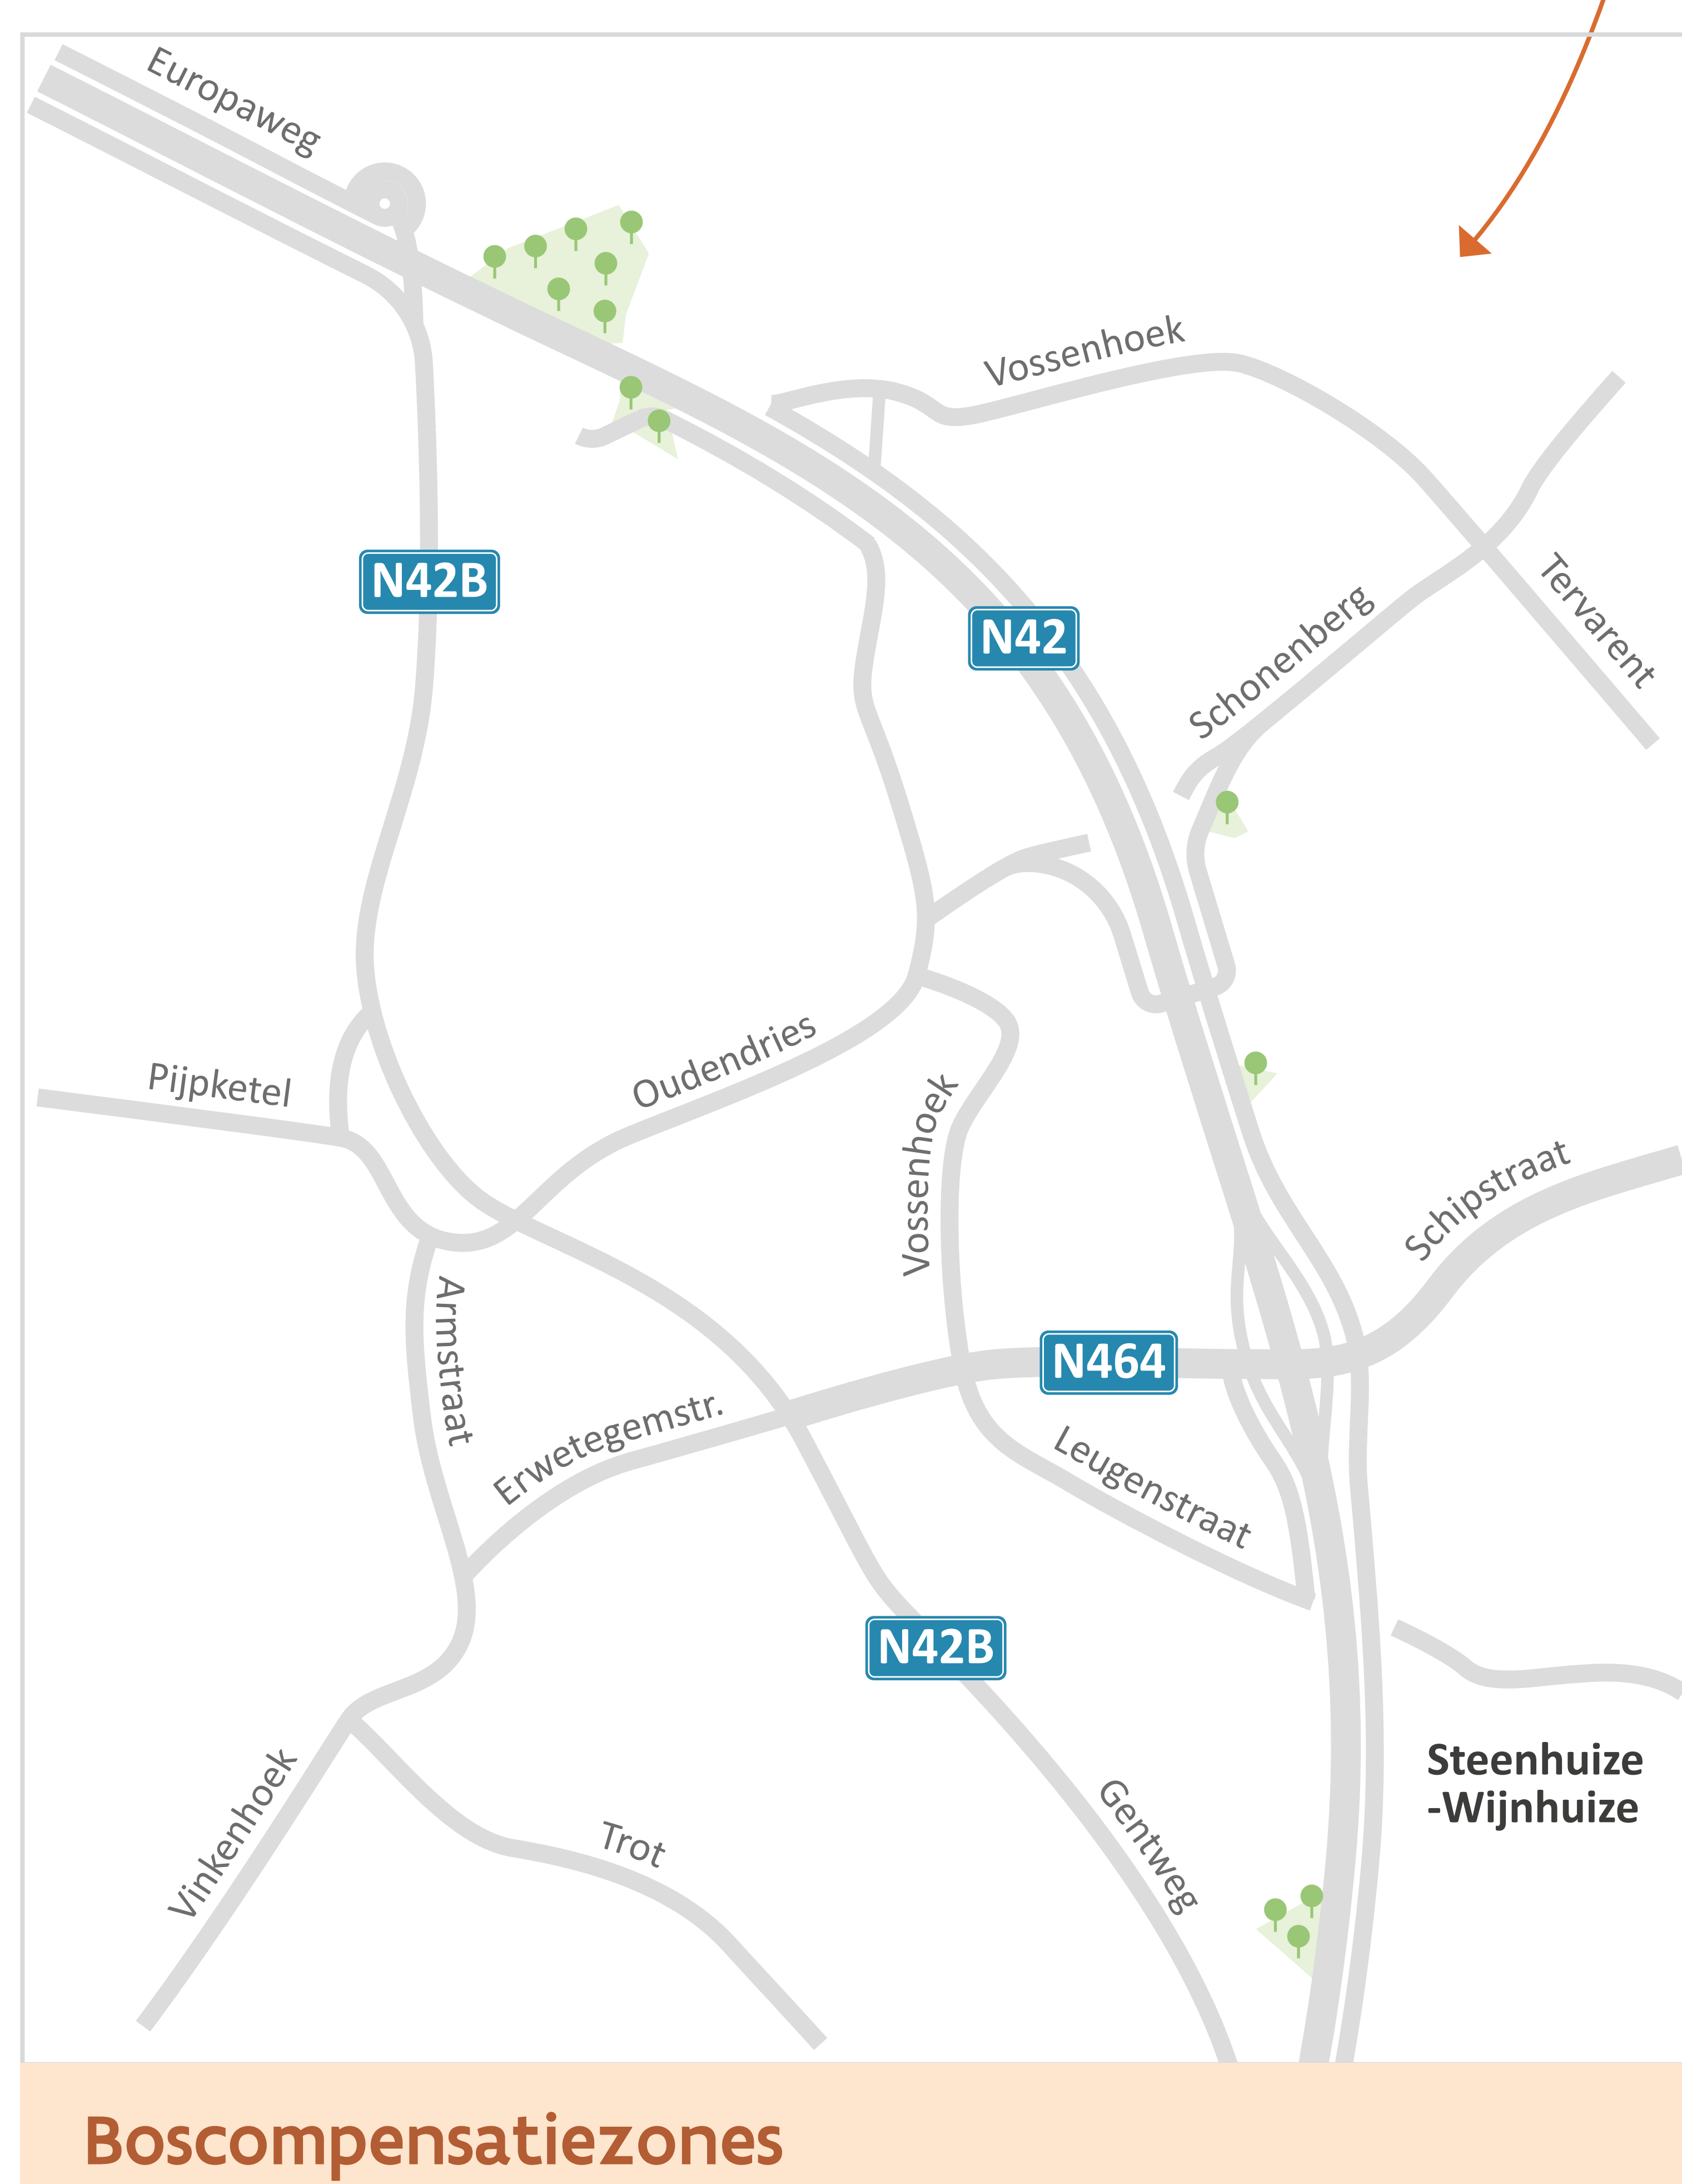 Europaweg
Vossenhoek
N42B
N42
Tervarent
Schonenberg
Oudendries
Pijpketel
Vossenhoek
Schipstraat
Armstraat
N464
Erwetegemstr.
Leugenstraat
N42B
Steenhuize
-Wijnhuize
Vinkenhoek
Gentweg
Trot
Boscompensatiezones